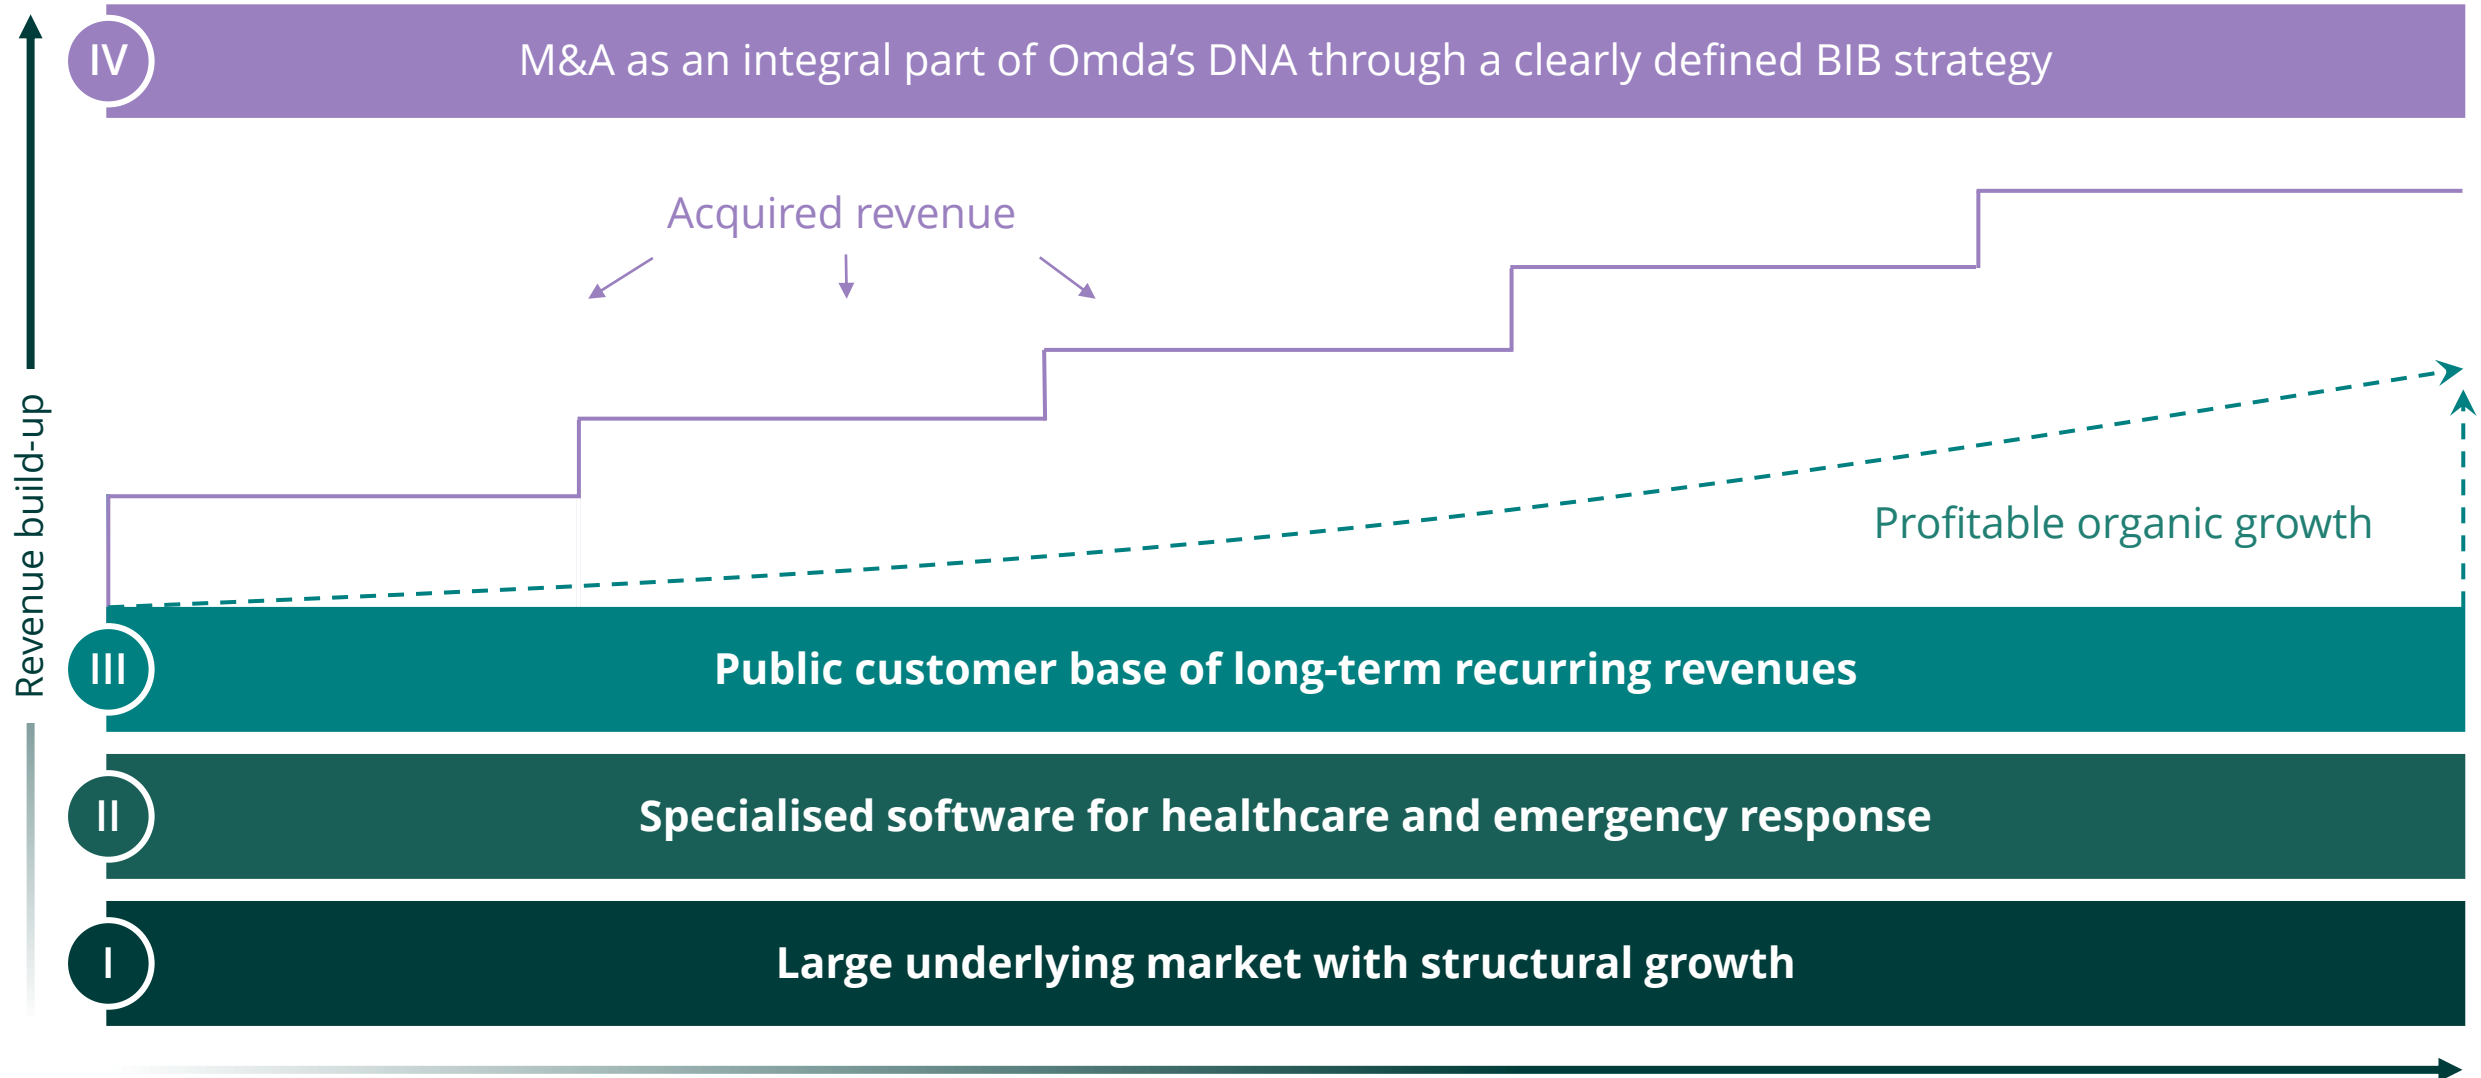 IV
M&A as an integral part of Omda’s DNA through a clearly defined BIB strategy
Acquired revenue
Revenue build-up
Profitable organic growth
III
Public customer base of long-term recurring revenues
II
Specialised software for healthcare and emergency response
I
Large underlying market with structural growth